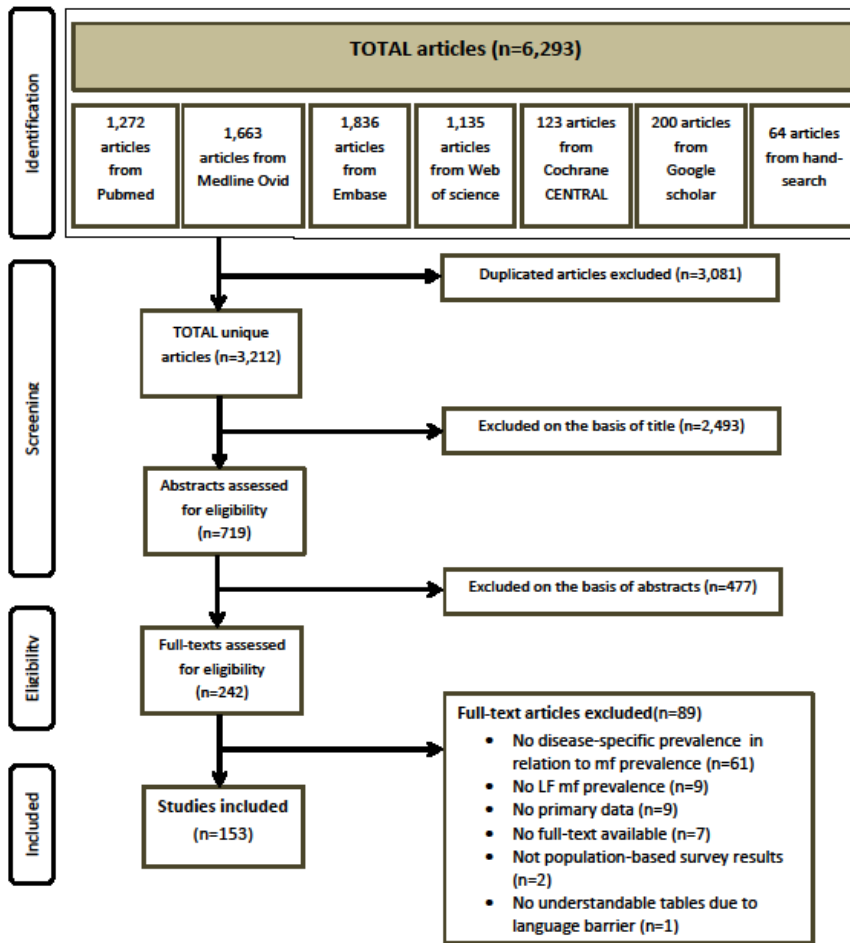 Identification
TOTAL articles (n=6,293)
1,272
articles
from
Pubmed
1,663
articles from
Medline Ovid
1,836
articles
from
Embase
1,135
articles
from Web
of science
123 articles
from
Cochrane
CENTRAL
200 articles
from
Google
scholar
64 articles
from hand-
search
Screening
Duplicated articles excluded (n=3,081)
TOTAL unique
articles (n=3,212)
Excluded on the basis of title (n=2,493)
Abstracts assessed
for eligibility
(n=719)
Excluded on the basis of abstracts (n=477)
Eligibility
Full-texts assessed
for eligibility
(n=242)
Full-text articles excluded(n=89)
• No disease-specific prevalence in
relation to mf prevalence (n=61)
• No LF mf prevalence (n=9)
• No primary data (n=9)
• No full-text available (n=7)
• Not population-based survey results
(n=2)
• No understandable tables due to
language barrier (n=1)
Included
Studies included
(n=153)